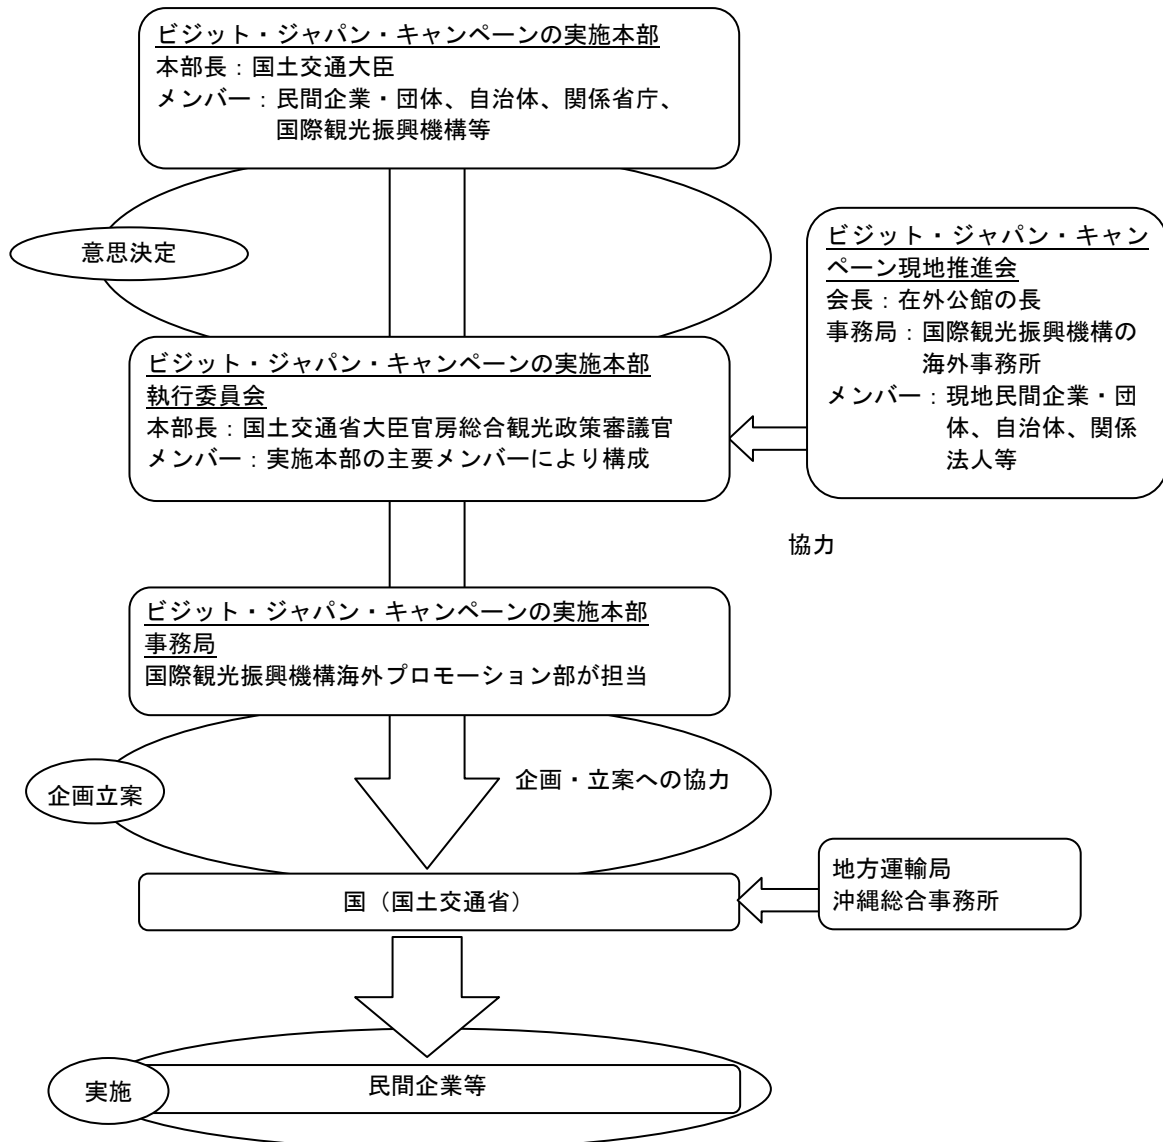 ビジット・ジャパン・キャンペーンの実施本部
本部長：国土交通大臣
メンバー：民間企業・団体、自治体、関係省庁、
国際観光振興機構等
意思決定
ビジット・ジャパン・キャン
ペーン現地推進会
会長：在外公館の長
事務局：国際観光振興機構の
海外事務所
メンバー：現地民間企業・団
体、自治体、関係
法人等
ビジット・ジャパン・キャンペーンの実施本部
執行委員会
本部長：国土交通省大臣官房総合観光政策審議官
メンバー：実施本部の主要メンバーにより構成
協力
ビジット・ジャパン・キャンペーンの実施本部
事務局
国際観光振興機構海外プロモーション部が担当
企画立案
企画・立案への協力
国（国土交通省）
地方運輸局
沖縄総合事務所
実施
民間企業等